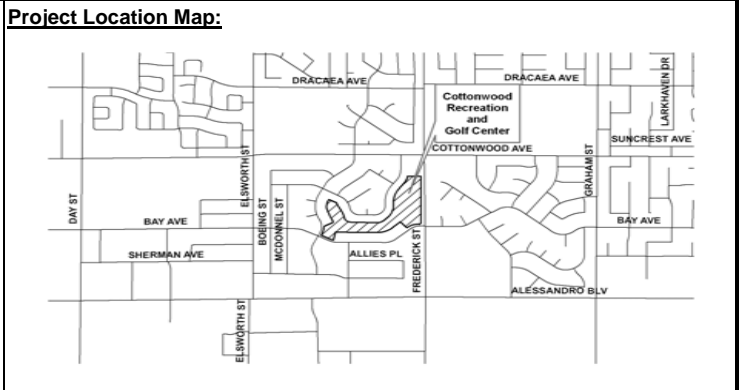 Project Location Map:
DRACAEA AVE
DRACAEA AVE
LARKHAVEN DR
Cottonwood
Recreation
and
Golf Center
SUNCREST AVE
COTTONWOOD AVE
ELSWORTH ST
GRAHAM ST
DAY ST
BOEING ST
MCDONNEL ST
BAY AVE
BAY AVE
SHERMAN AVE
ALLIES PL
FREDERICK ST
ALESSANDRO BLV
ELSWORTH ST